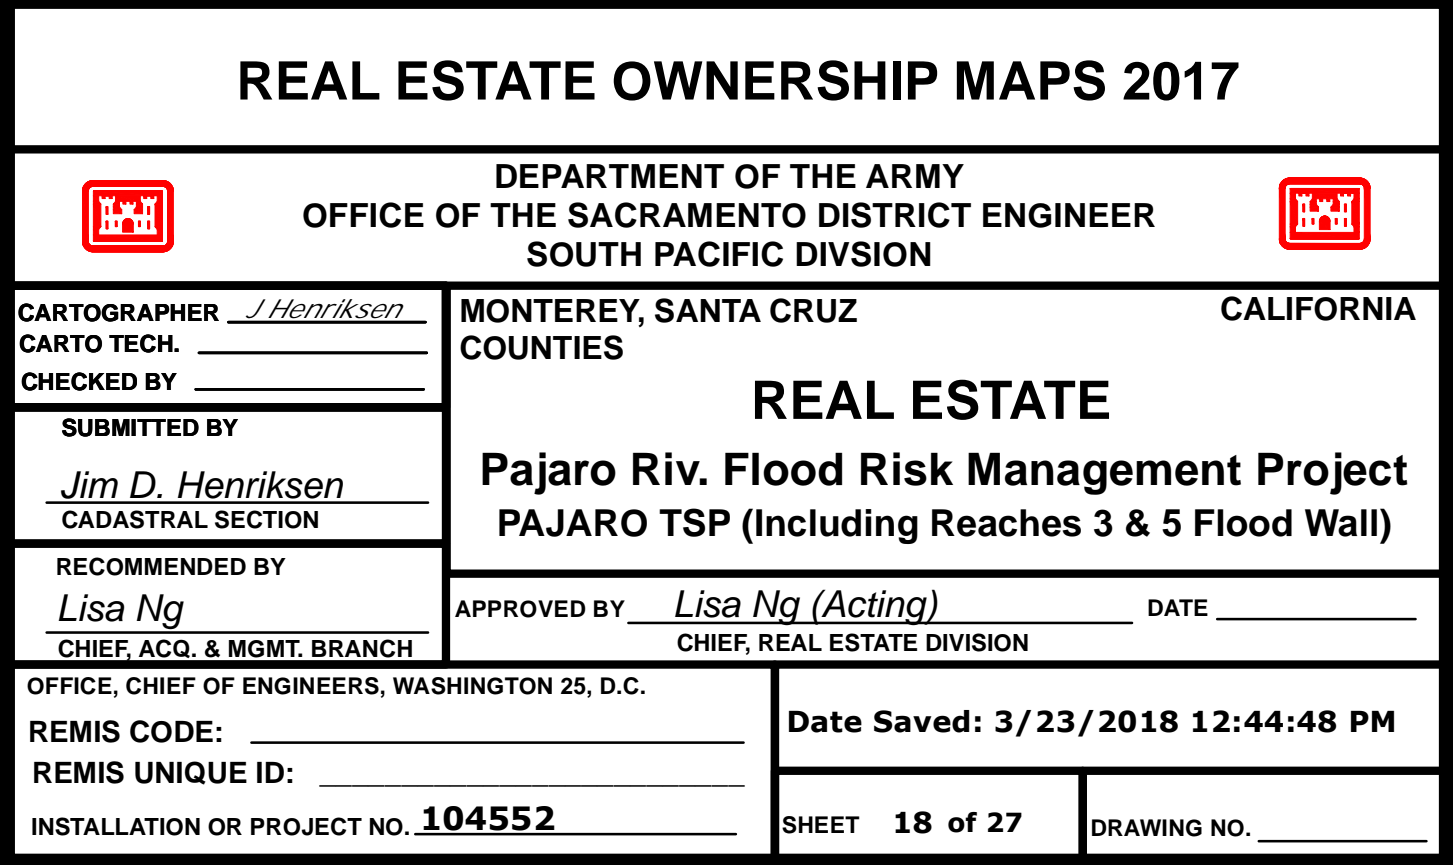 REAL ESTATE OWNERSHIP MAPS 2017
DEPARTMENT OF THE ARMY
OFFICE OF THE SACRAMENTO DISTRICT ENGINEER
SOUTH PACIFIC DIVSION
CARTOGRAPHER J Henriksen
CARTO TECH.
CHECKED BY
SUBMITTED BY
Jim D. Henriksen
CADASTRAL SECTION
RECOMMENDED BY
Lisa Ng
CHIEF, ACQ. & MGMT. BRANCH
MONTEREY, SANTA CRUZ CALIFORNIA
COUNTIES
REAL ESTATE
Pajaro Riv. Flood Risk Management Project
PAJARO TSP (Including Reaches 3 & 5 Flood Wall)
APPROVED BY Lisa Ng (Acting) DATE
CHIEF, REAL ESTATE DIVISION
OFFICE, CHIEF OF ENGINEERS, WASHINGTON 25, D.C.
REMIS CODE:
REMIS UNIQUE ID:
INSTALLATION OR PROJECT NO. 104552
Date Saved: 3/23/2018 12:44:48 PM
SHEET 18 of 27
DRAWING NO.